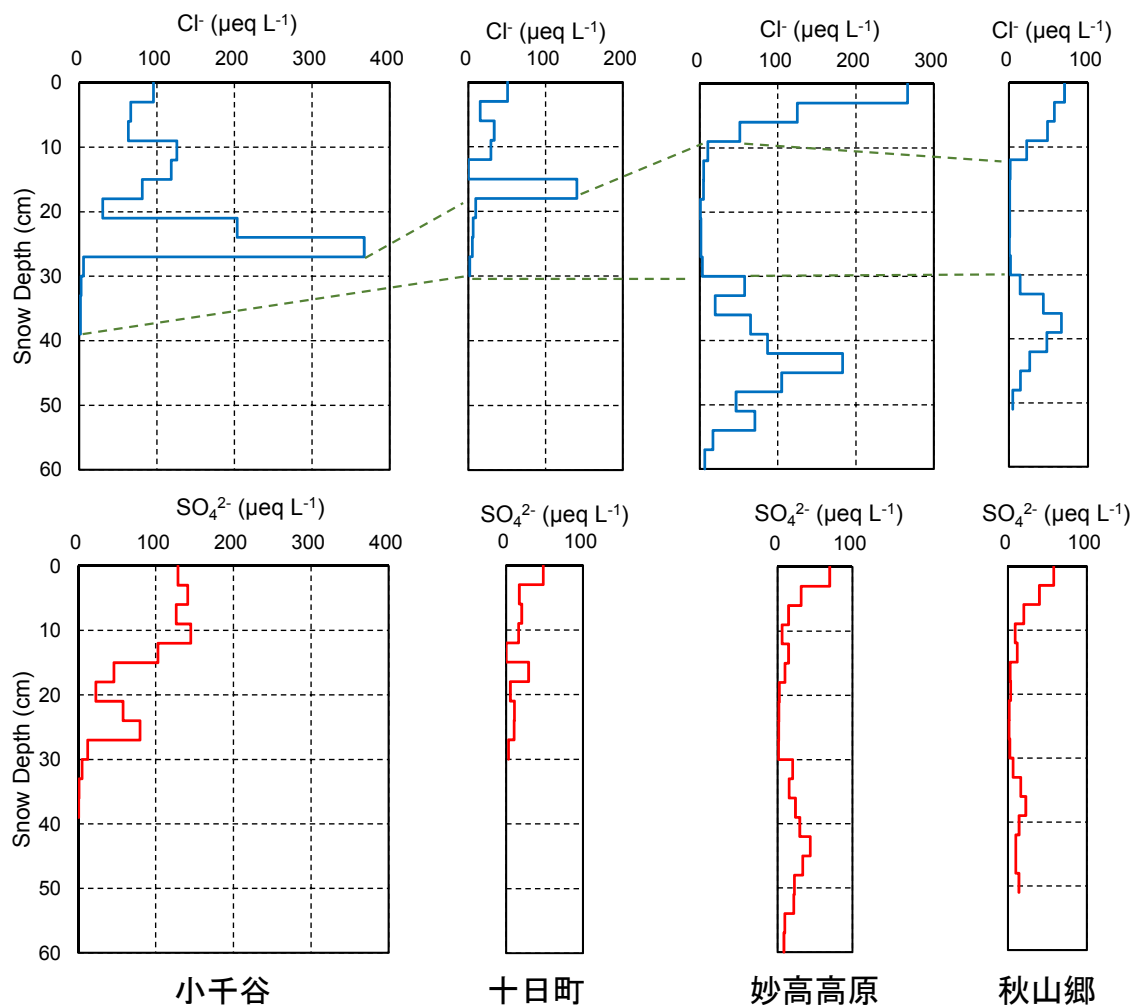 Cl⁻ (µeq L⁻¹)
Cl⁻ (µeq L⁻¹)
Cl⁻ (µeq L⁻¹)
Cl⁻ (µeq L⁻¹)
0 100 200 300 400
0 100 200
0 100 200 300
0 100
0
10
20
30
40
50
60
Snow Depth (cm)
SO₄²⁻ (µeq L⁻¹)
SO₄²⁻ (µeq L⁻¹)
SO₄²⁻ (µeq L⁻¹)
SO₄²⁻ (µeq L⁻¹)
0 100 200 300 400
0 100
0 100
0 100
0
10
20
30
40
50
60
Snow Depth (cm)
小千谷
十日町
妙高高原
秋山郷